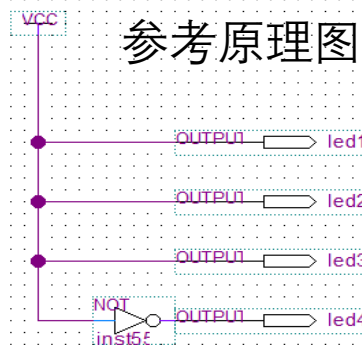 VCC
参考原理图
OUTPUT led1
OUTPUT led2
OUTPUT led3
NOT
OUTPUT led4
inst55